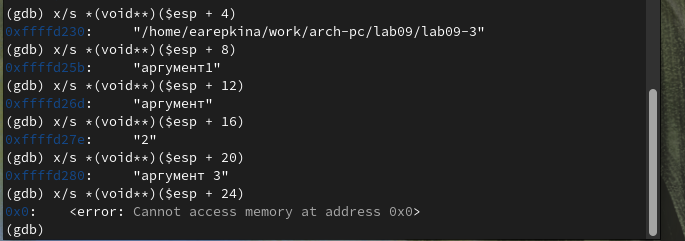 (gdb) x/s *(void**)($esp + 4)
0xffffd230:     "/home/earepkina/work/arch-pc/lab09/lab09-3"
(gdb) x/s *(void**)($esp + 8)
0xffffd25b:     "аргумент1"
(gdb) x/s *(void**)($esp + 12)
0xffffd26d:     "аргумент"
(gdb) x/s *(void**)($esp + 16)
0xffffd27e:     "2"
(gdb) x/s *(void**)($esp + 20)
0xffffd280:     "аргумент 3"
(gdb) x/s *(void**)($esp + 24)
0x0:    <error: Cannot access memory at address 0x0>
(gdb)